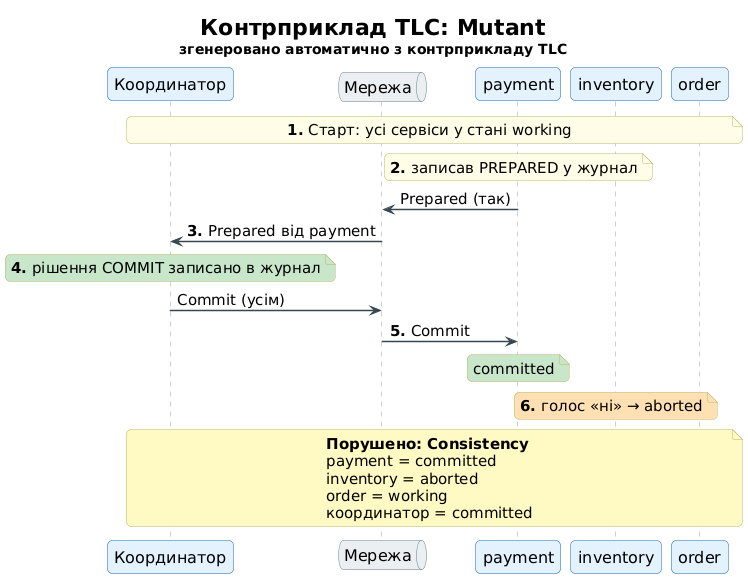 Контрприклад TLC: Mutant
згенеровано автоматично з контрприкладу TLC
Координатор
Мережа
payment
inventory
order
1. Старт: усі сервіси у стані working
2. записав PREPARED у журнал
Prepared (так)
3. Prepared від payment
4. рішення COMMIT записано в журнал
Commit (усім)
5. Commit
committed
6. голос «ні» → aborted
Порушено: Consistency
payment = committed
inventory = aborted
order = working
координатор = committed
Координатор
Мережа
payment
inventory
order